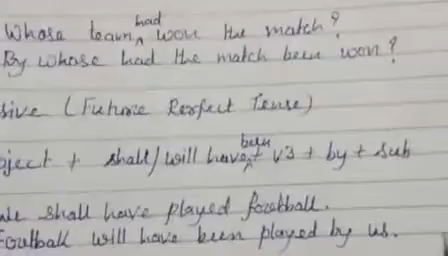 Whose team had won the match?
By whose had the match been won?
sive (Future Perfect Tense)
oject + shall/will have been + V3 + by + sub
We shall have played football.
Football will have been played by us.